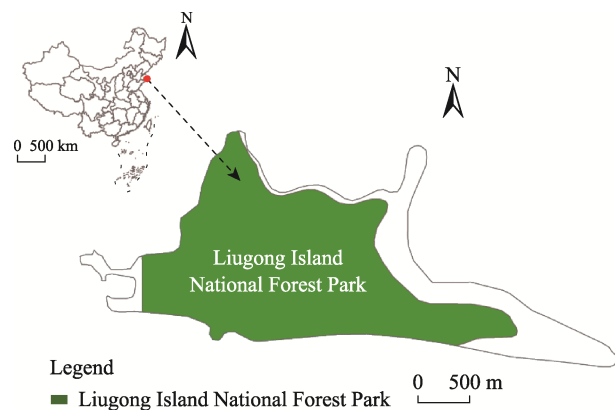 N
0 500 km
N
Liugong Island
National Forest Park
Legend
Liugong Island National Forest Park
0 500 m